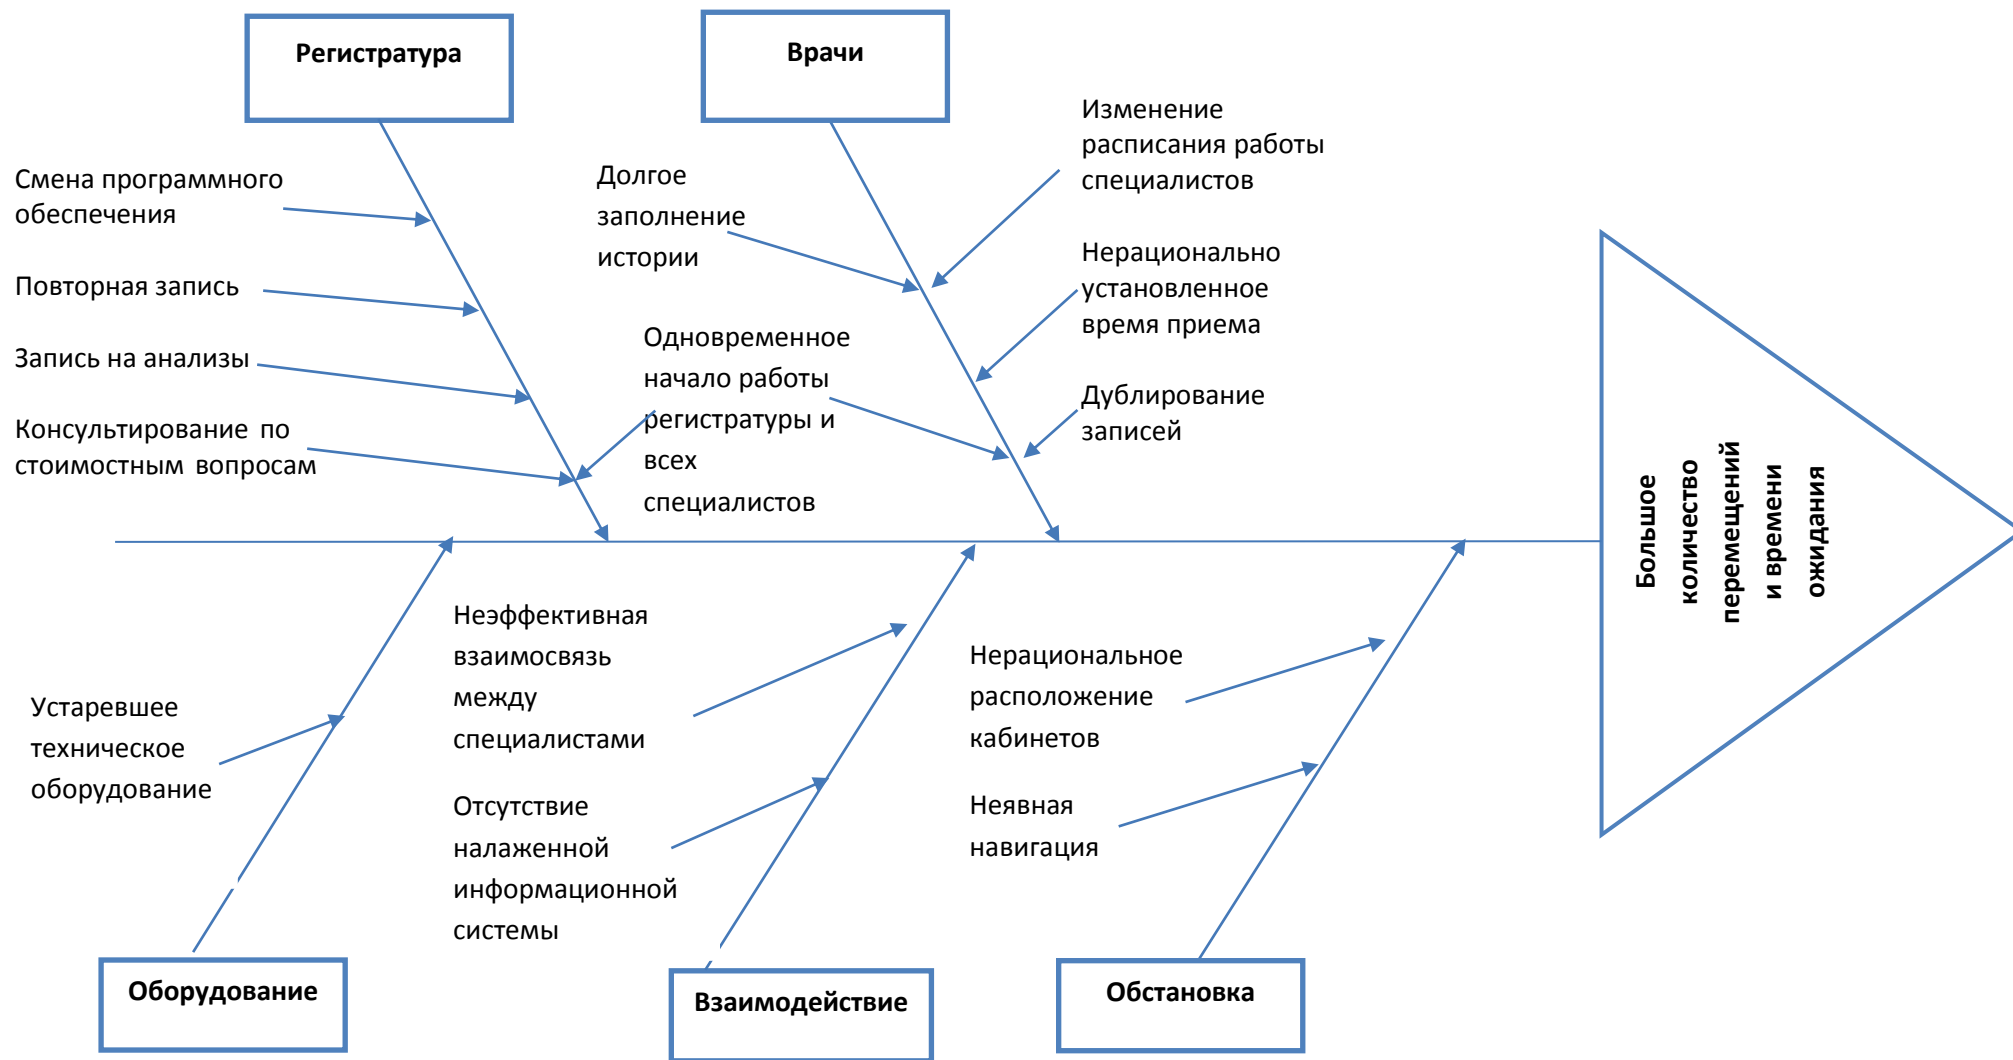 Регистратура
Врачи
Смена программного
обеспечения
Повторная запись
Запись на анализы
Консультирование по
стоимостным вопросам
Долгое
заполнение
истории
Одновременное
начало работы
регистратуры и
всех
специалистов
Изменение
расписания работы
специалистов
Нерационально
установленное
время приема
Дублирование
записей
Большое
количество
перемещений
и времени
ожидания
Устаревшее
техническое
оборудование
Неэффективная
взаимосвязь
между
специалистами
Отсутствие
налаженной
информационной
системы
Нерациональное
расположение
кабинетов
Неявная
навигация
Оборудование
Взаимодействие
Обстановка